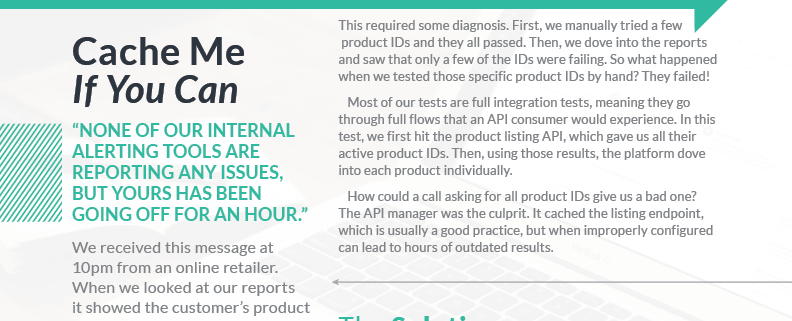 Cache Me
If You Can
“NONE OF OUR INTERNAL
ALERTING TOOLS ARE
REPORTING ANY ISSUES,
BUT YOURS HAS BEEN
GOING OFF FOR AN HOUR.”
We received this message at
10pm from an online retailer.
When we looked at our reports
it showed the customer’s product
This required some diagnosis. First, we manually tried a few
product IDs and they all passed. Then, we dove into the reports
and saw that only a few of the IDs were failing. So what happened
when we tested those specific product IDs by hand? They failed!
Most of our tests are full integration tests, meaning they go
through full flows that an API consumer would experience. In this
test, we first hit the product listing API, which gave us all their
active product IDs. Then, using those results, the platform dove
into each product individually.
How could a call asking for all product IDs give us a bad one?
The API manager was the culprit. It cached the listing endpoint,
which is usually a good practice, but when improperly configured
can lead to hours of outdated results.